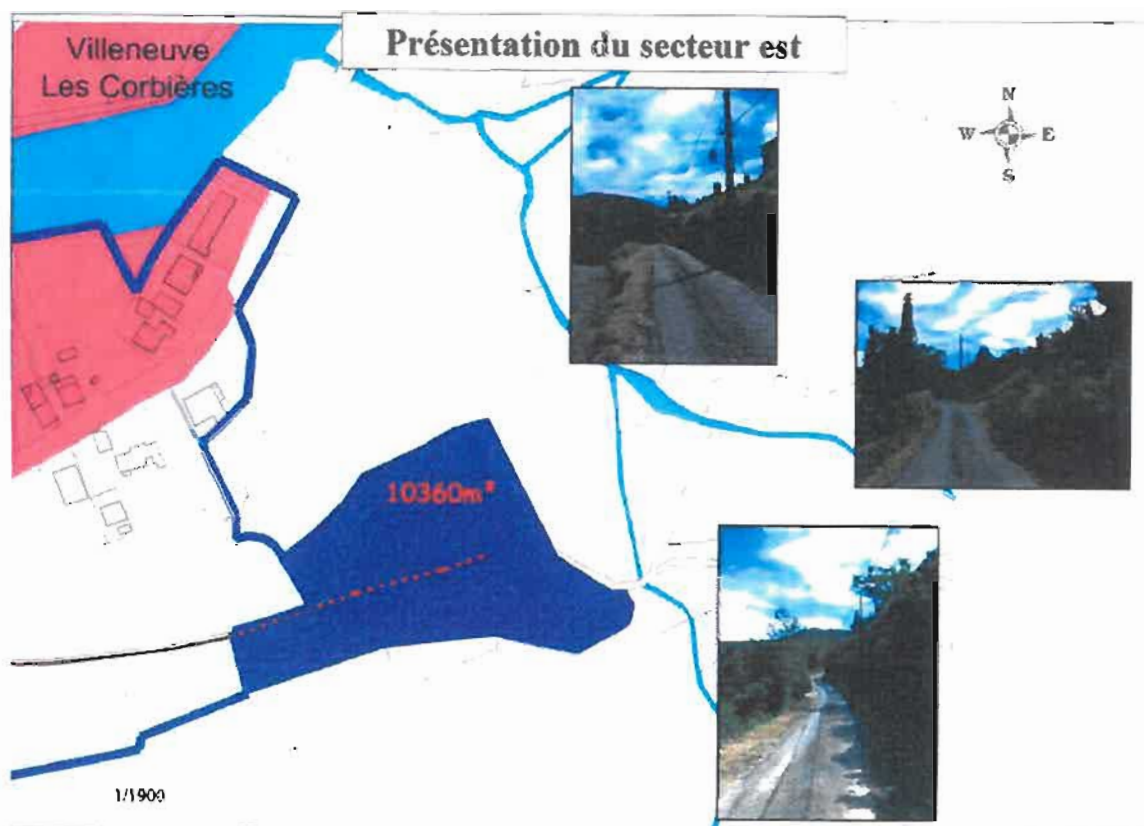 Présentation du secteur est
Villeneuve
Les Corbières
N
W E
S
10360m²
1/1900